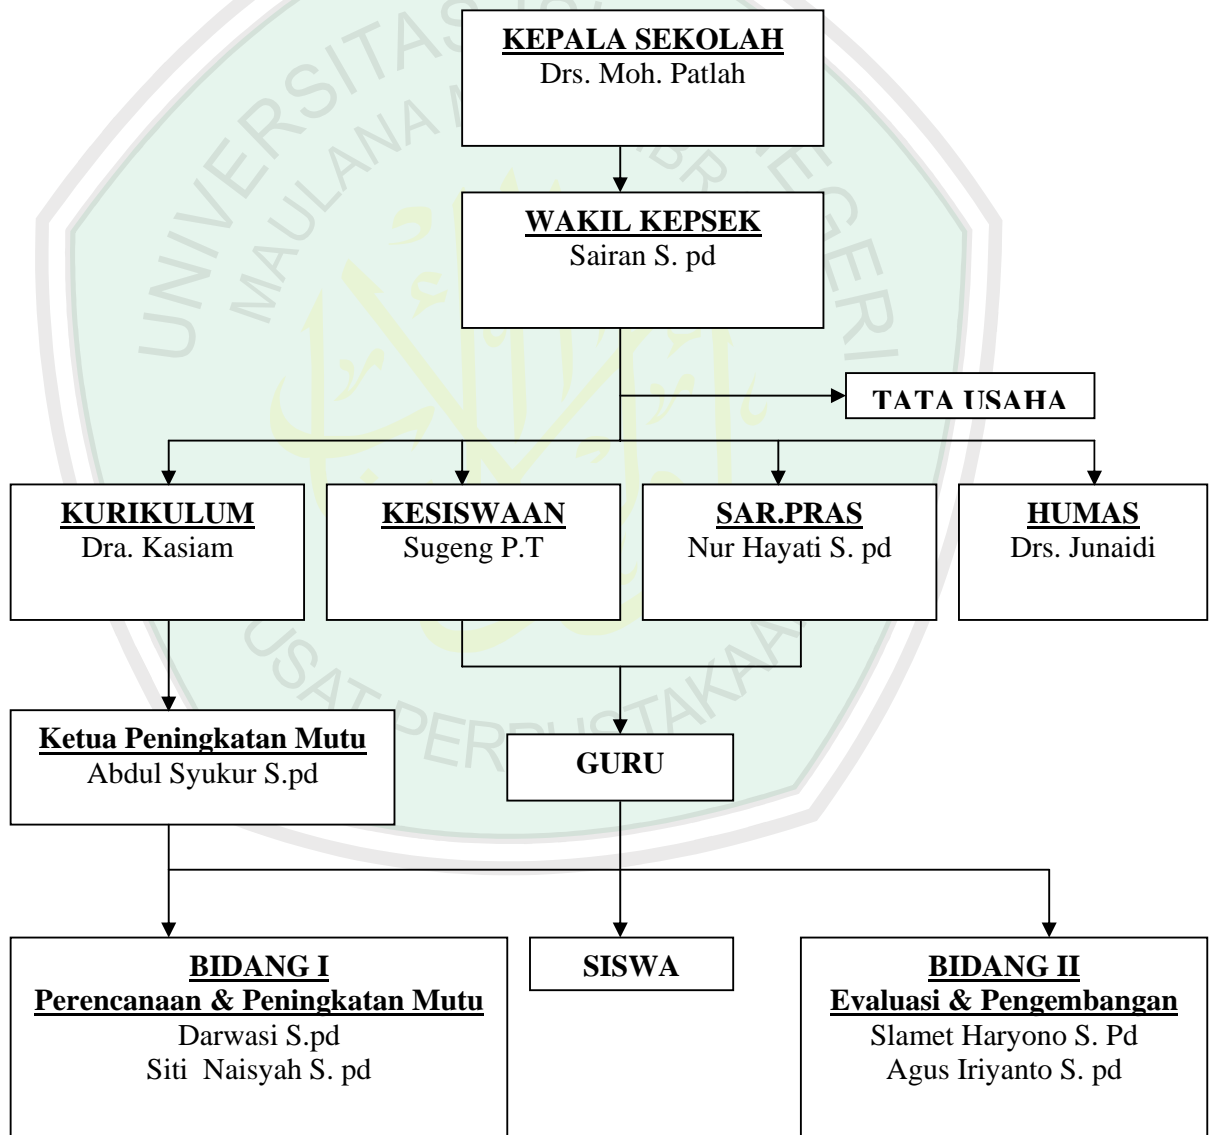 KEPALA SEKOLAH
Drs. Moh. Patlah
WAKIL KEPSEK
Sairan S. pd
TATA USAHA
KURIKULUM
Dra. Kasiam
KESISWAAN
Sugeng P.T
SAR.PRAS
Nur Hayati S. pd
HUMAS
Drs. Junaidi
Ketua Peningkatan Mutu
Abdul Syukur S.pd
GURU
BIDANG I
Perencanaan & Peningkatan Mutu
Darwasi S.pd
Siti Naisyah S. pd
SISWA
BIDANG II
Evaluasi & Pengembangan
Slamet Haryono S. Pd
Agus Iriyanto S. pd
MAULANA